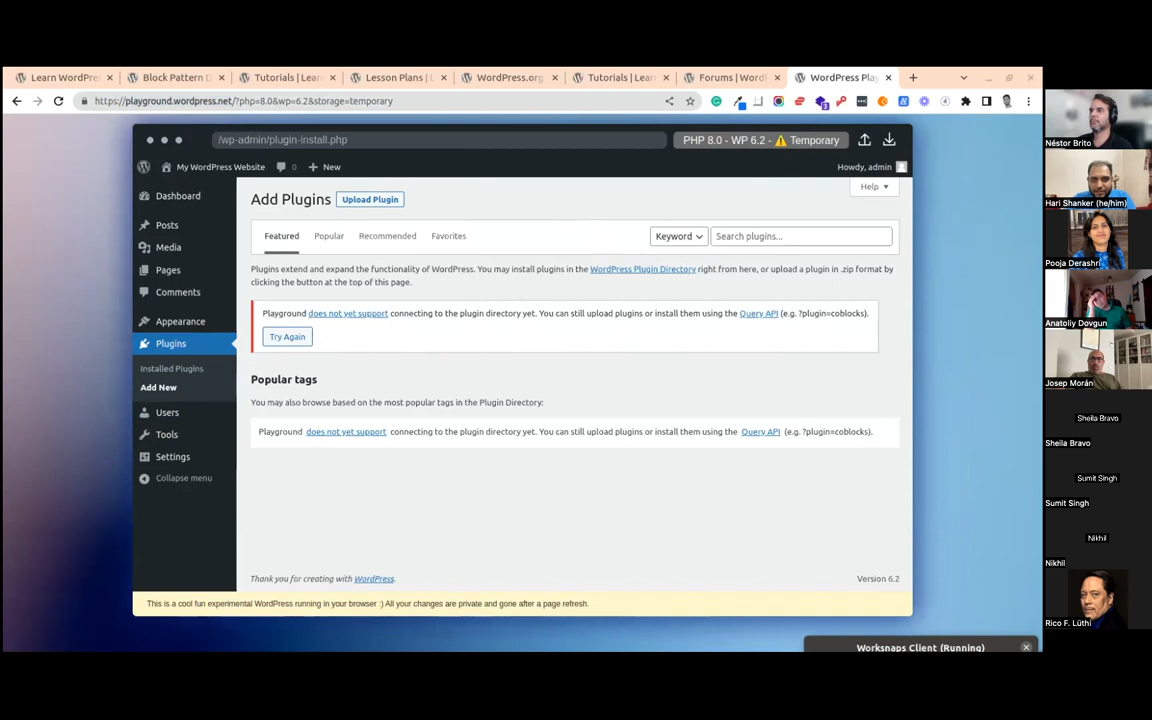 Learn WordPre
Block Pattern D
Tutorials | Lear
Lesson Plans | L
WordPress.org
Tutorials | Lear
Forums | WordP
WordPress Play
https://playground.wordpress.net/?php=8.0&wp=6.2&storage=temporary
/wp-admin/plugin-install.php
PHP 8.0 - WP 6.2 - ⚠ Temporary
My WordPress Website
0
+ New
Howdy, admin
Dashboard
Posts
Media
Pages
Comments
Appearance
Plugins
Installed Plugins
Add New
Users
Tools
Settings
Collapse menu
Help
Add Plugins
Upload Plugin
Featured
Popular
Recommended
Favorites
Keyword
Search plugins...
Plugins extend and expand the functionality of WordPress. You may install plugins in the WordPress Plugin Directory right from here, or upload a plugin in .zip format by
clicking the button at the top of this page.
Playground does not yet support connecting to the plugin directory yet. You can still upload plugins or install them using the Query API (e.g. ?plugin=coblocks).
Try Again
Popular tags
You may also browse based on the most popular tags in the Plugin Directory:
Playground does not yet support connecting to the plugin directory yet. You can still upload plugins or install them using the Query API (e.g. ?plugin=coblocks).
Thank you for creating with WordPress.
Version 6.2
This is a cool fun experimental WordPress running in your browser :) All your changes are private and gone after a page refresh.
Worksnaps Client (Running)
Néstor Brito
Hari Shanker (he/him)
Pooja Derashri
Anatoliy Dovgun
Josep Morán
Sheila Bravo
Sheila Bravo
Sumit Singh
Sumit Singh
Nikhil
Nikhil
Rico F. Lüthi